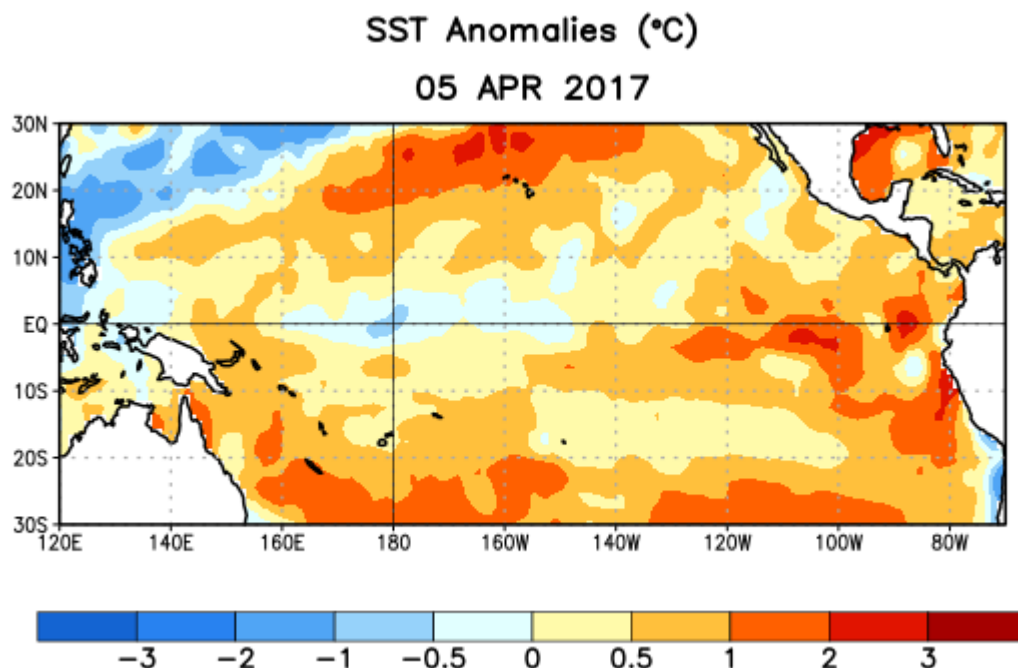 SST Anomalies (°C)
05 APR 2017
30N
20N
10N
EQ
10S
20S
30S
120E 140E 160E 180 160W 140W 120W 100W 80W
-3 -2 -1 -0.5 0 0.5 1 2 3